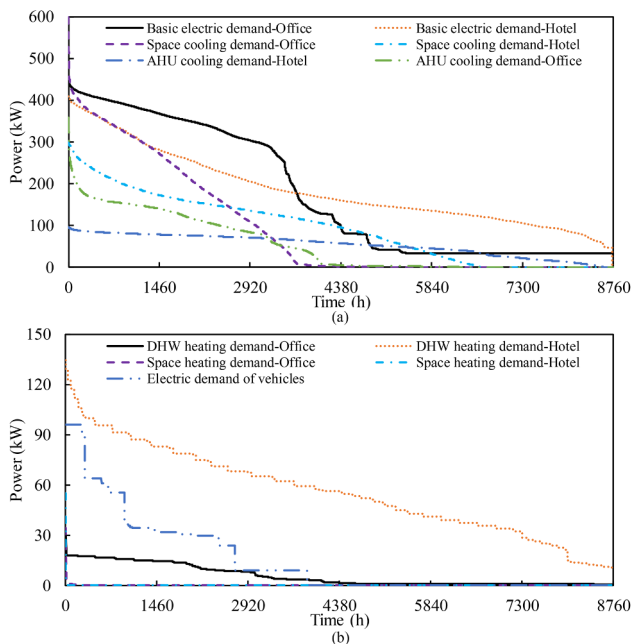 600
500
400
300
200
100
0
Power (kW)
Basic electric demand-Office
Basic electric demand-Hotel
Space cooling demand-Office
Space cooling demand-Hotel
AHU cooling demand-Hotel
AHU cooling demand-Office
0 1460 2920 4380 5840 7300 8760
Time (h)
(a)
150
120
90
60
30
0
Power (kW)
DHW heating demand-Office
DHW heating demand-Hotel
Space heating demand-Office
Space heating demand-Hotel
Electric demand of vehicles
0 1460 2920 4380 5840 7300 8760
Time (h)
(b)